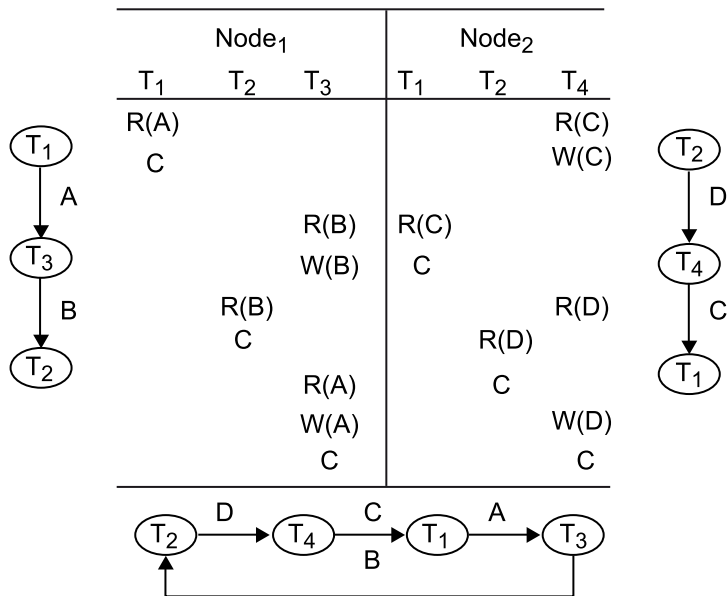 Node₁ Node₂
T₁ T₂ T₃ T₁ T₂ T₄
R(A) R(C)
C W(C)
R(B) R(C)
W(B) C
R(B) R(D)
C R(D)
R(A) C
W(A) W(D)
C C
T₁
A
T₃
B
T₂
T₂
D
T₄
C
T₁
D C A
T₂ T₄ T₁ T₃
B